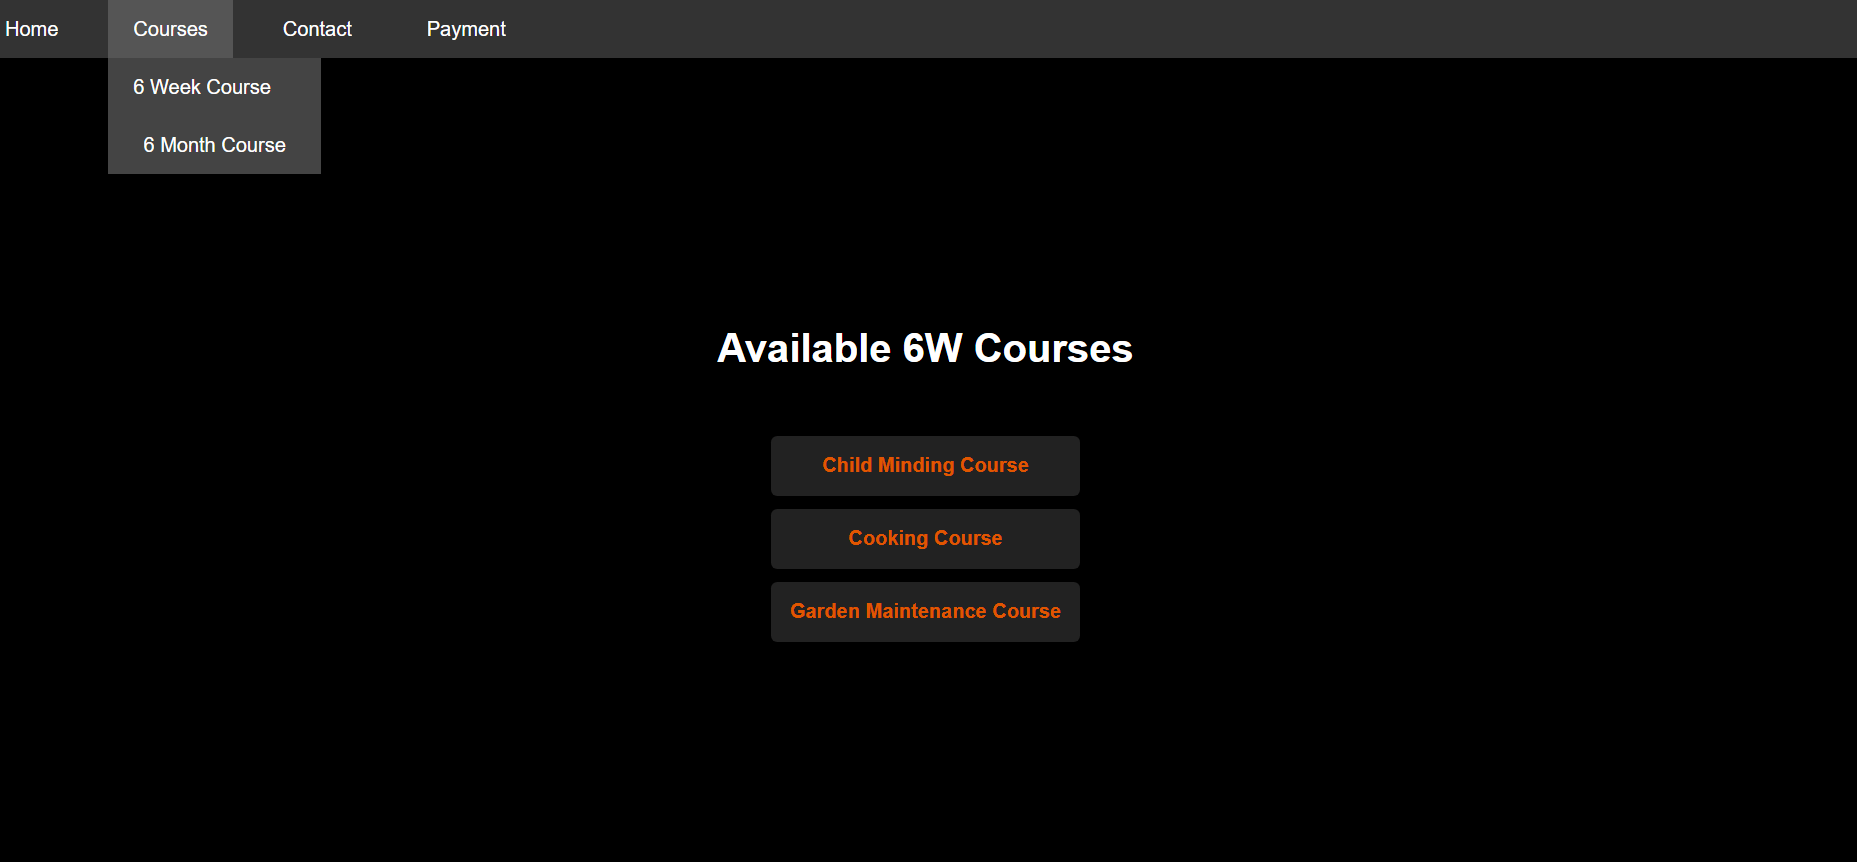 Home Courses Contact Payment
6 Week Course
6 Month Course
Available 6W Courses
Child Minding Course
Cooking Course
Garden Maintenance Course